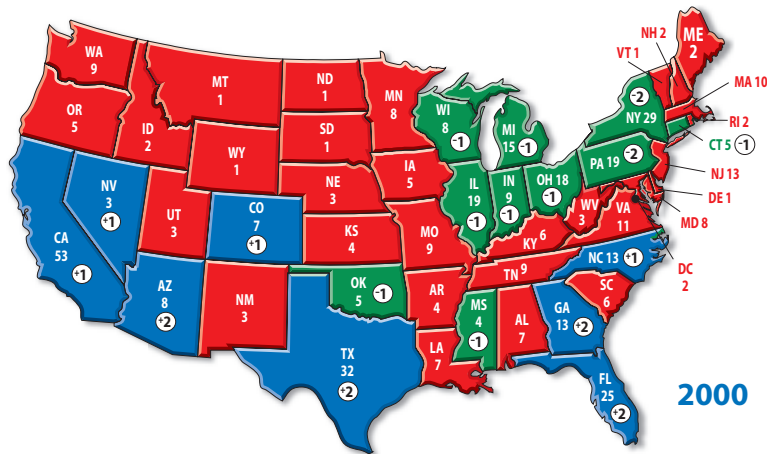 WA
9
OR
5
ID
2
MT
1
WY
1
NV
3
+1
CA
53
+1
UT
3
CO
7
+1
AZ
8
+2
NM
3
ND
1
SD
1
NE
3
KS
4
OK
5
-1
TX
32
+2
MN
8
IA
5
MO
9
AR
4
LA
7
WI
8
-1
IL
19
-1
MI
15 -1
IN
9
-1
OH 18
-1
KY 6
TN 9
MS
4
-1
AL
7
GA
13 +2
FL
25
+2
SC
6
NC 13 +1
VA
11
WV
3
PA 19 -2
-2
NY 29
VT 1
NH 2
ME
2
MA 10
RI 2
CT 5 -1
NJ 13
DE 1
MD 8
DC
2
2000